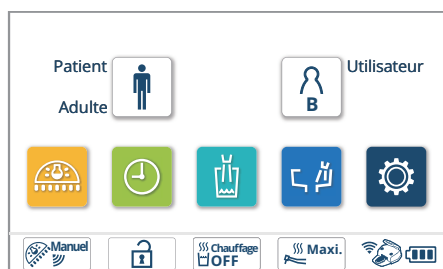 Patient
Utilisateur
Adulte
B
Manuel
Chauffage
OFF
Maxi.